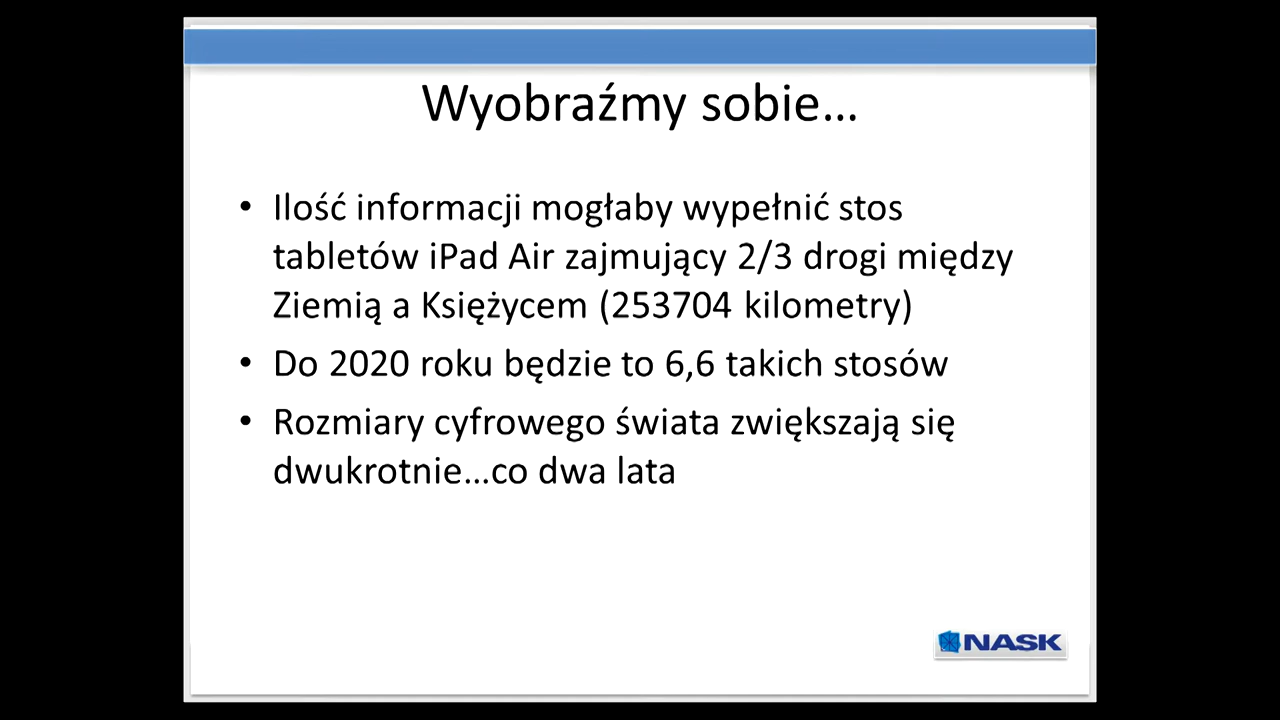 Wyobraźmy sobie...
• Ilość informacji mogłaby wypełnić stos
tabletów iPad Air zajmujący 2/3 drogi między
Ziemią a Księżycem (253704 kilometry)
• Do 2020 roku będzie to 6,6 takich stosów
• Rozmiary cyfrowego świata zwiększają się
dwukrotnie...co dwa lata
NASK